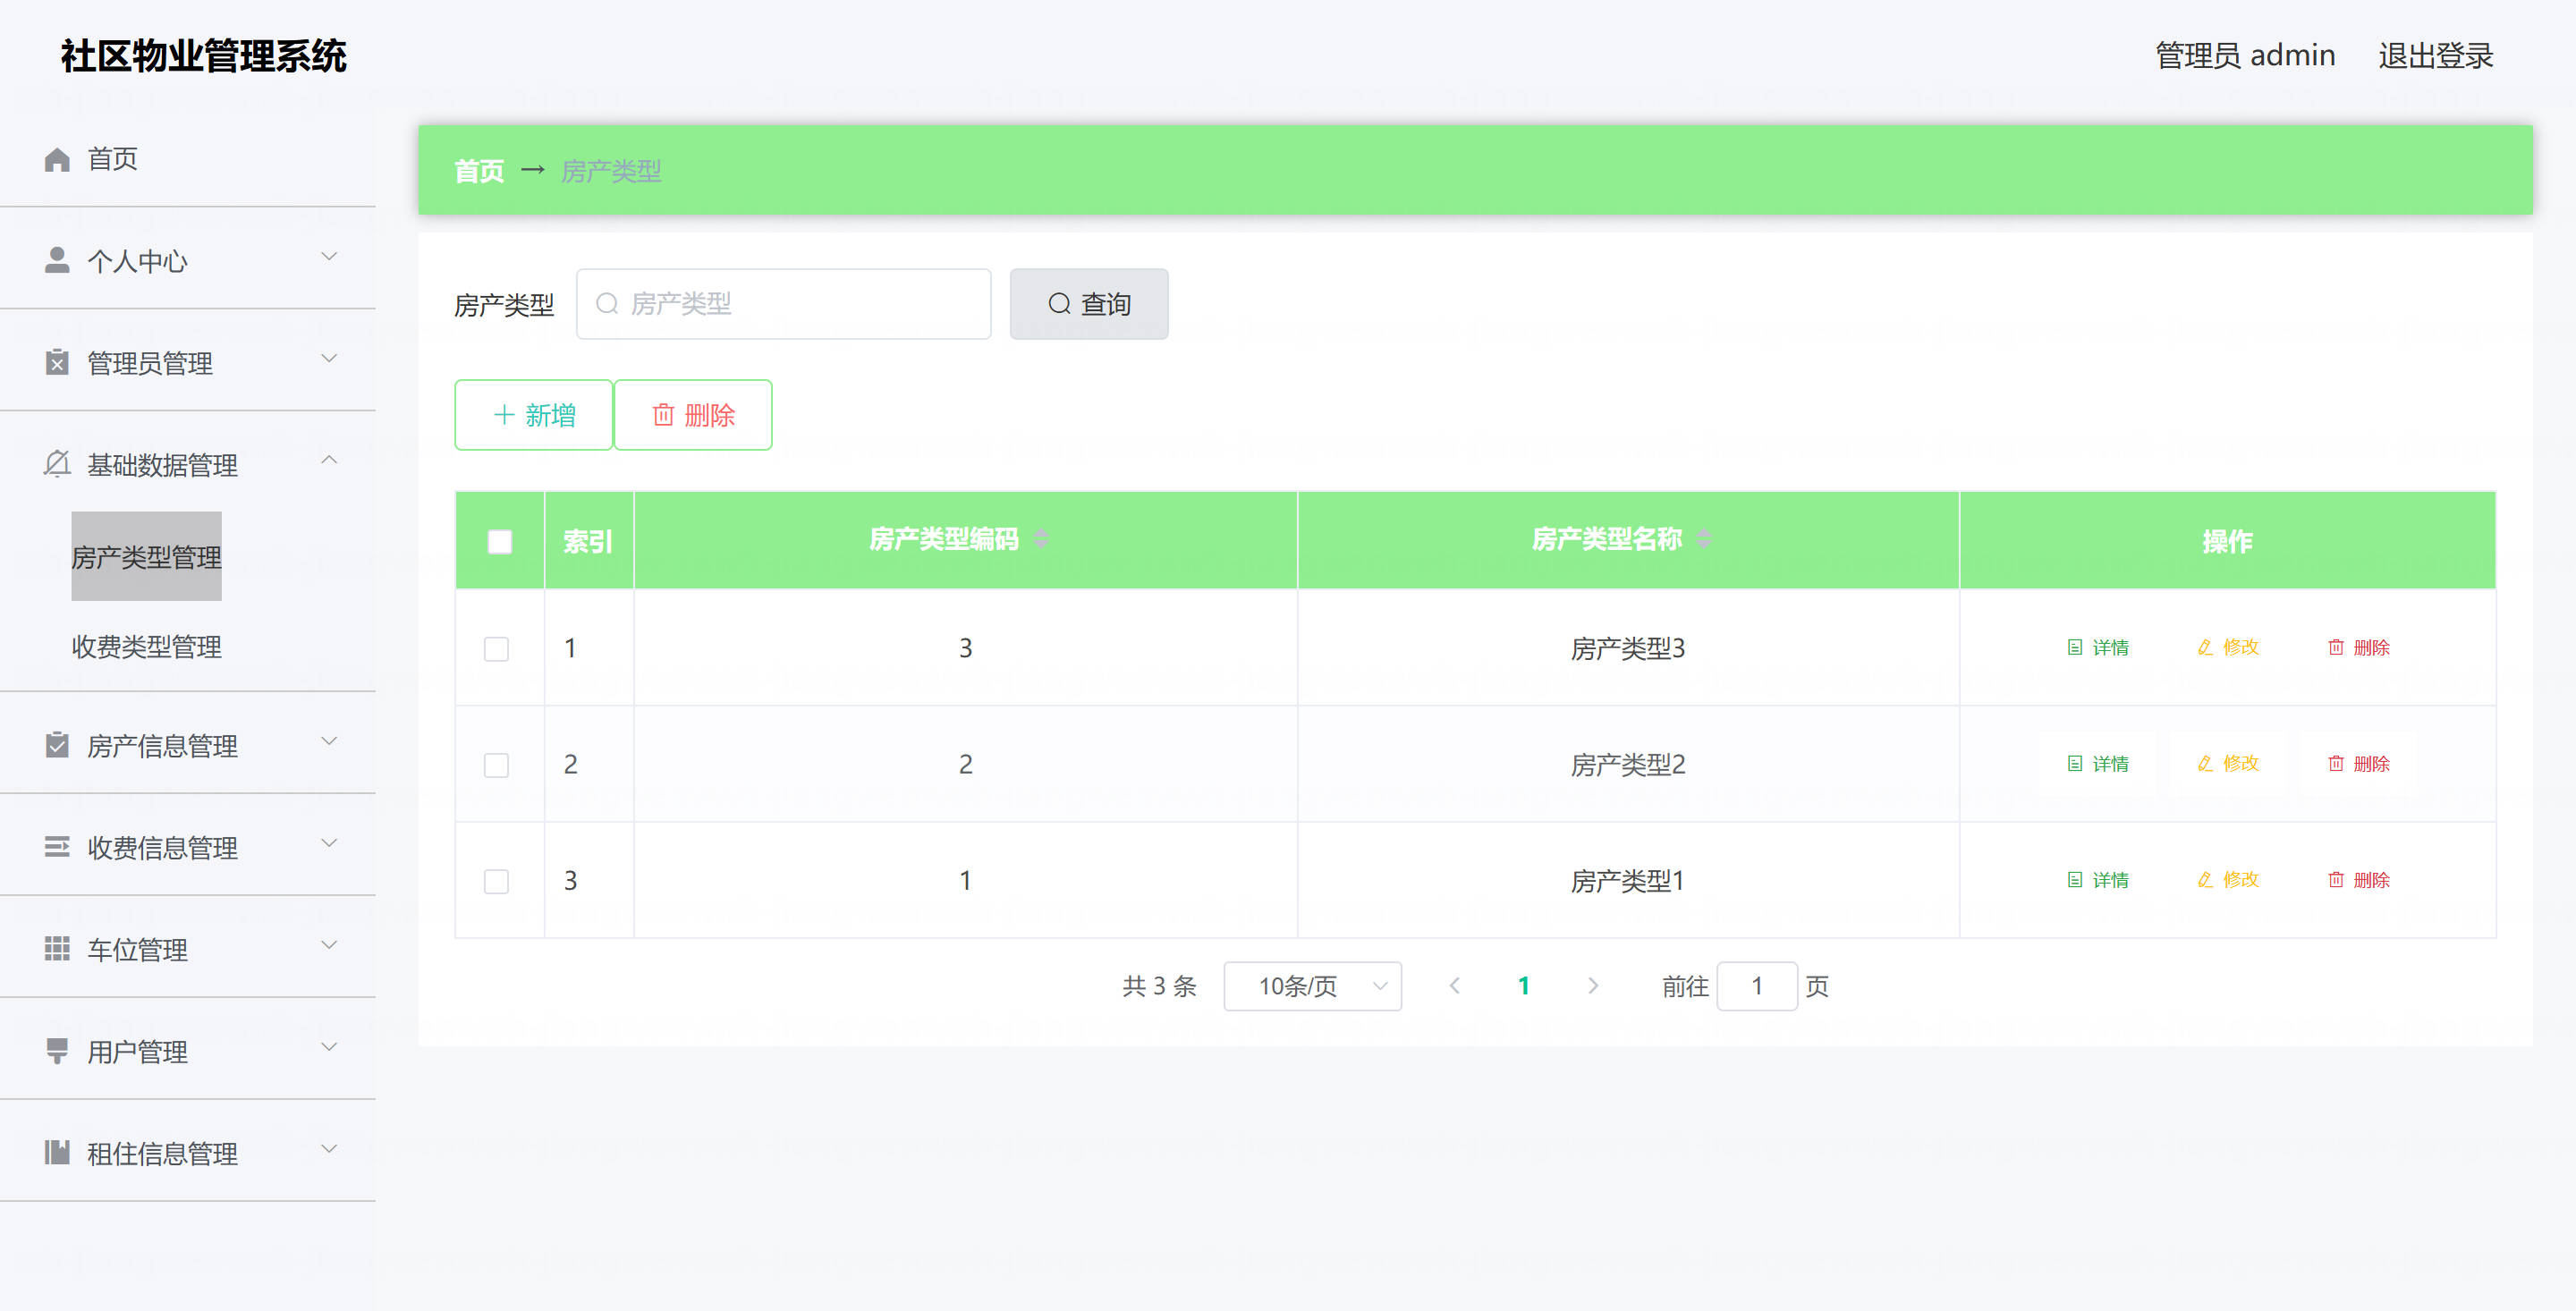 社区物业管理系统
管理员 admin 退出登录
首页
个人中心
管理员管理
基础数据管理
房产类型管理
收费类型管理
房产信息管理
收费信息管理
车位管理
用户管理
租住信息管理
首页 → 房产类型
房产类型 房产类型 查询
新增 删除
索引 房产类型编码 房产类型名称 操作
1 3 房产类型3 详情 修改 删除
2 2 房产类型2 详情 修改 删除
3 1 房产类型1 详情 修改 删除
共 3 条 10条/页 1 前往 1 页